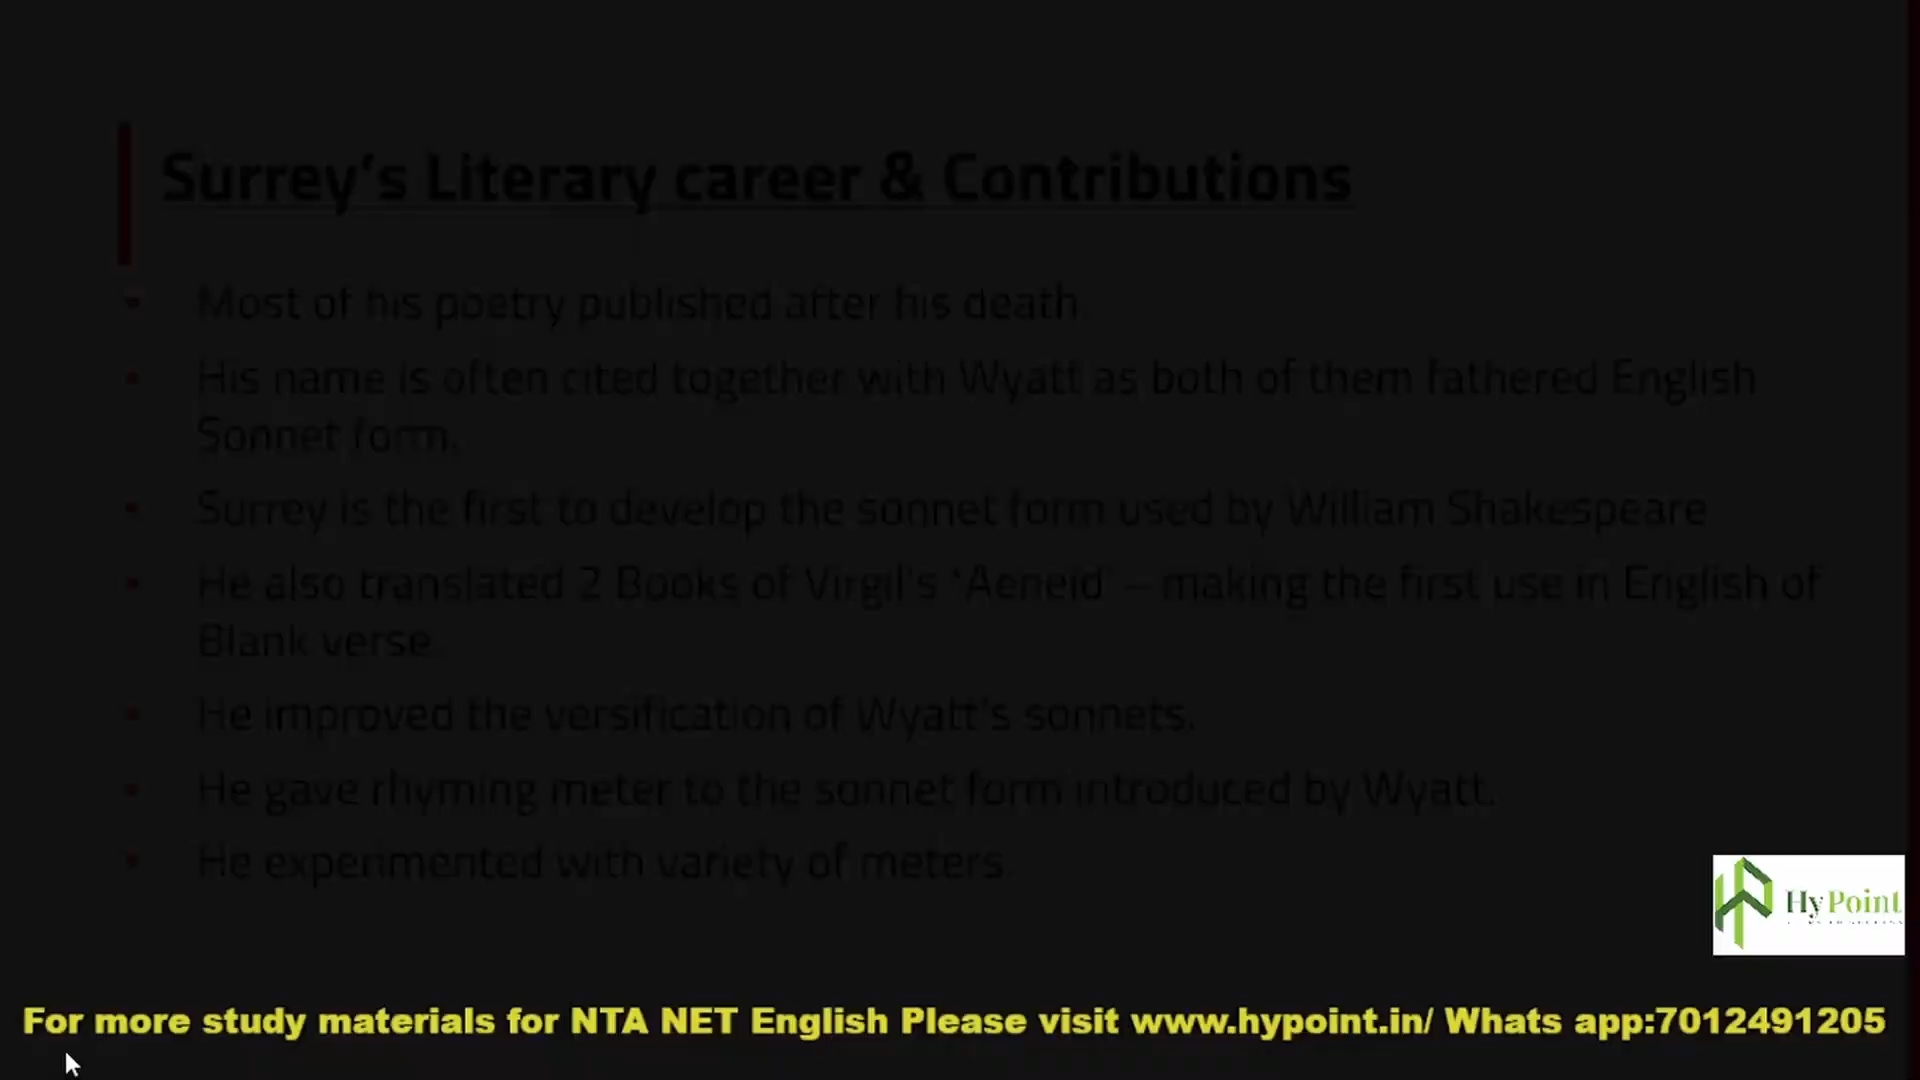 Surrey's Literary career & Contributions
Most of his poetry published after his death.
His name is often cited together with Wyatt as both of them fathered English
Sonnet form.
Surrey is the first to develop the sonnet form used by William Shakespeare
He also translated 2 Books of Virgil's 'Aeneid' – making the first use in English of
Blank verse.
He improved the versification of Wyatt's sonnets.
He gave rhyming meter to the sonnet form introduced by Wyatt.
He experimented with variety of meters.
Hy Point
For more study materials for NTA NET English Please visit www.hypoint.in/ Whats app:7012491205